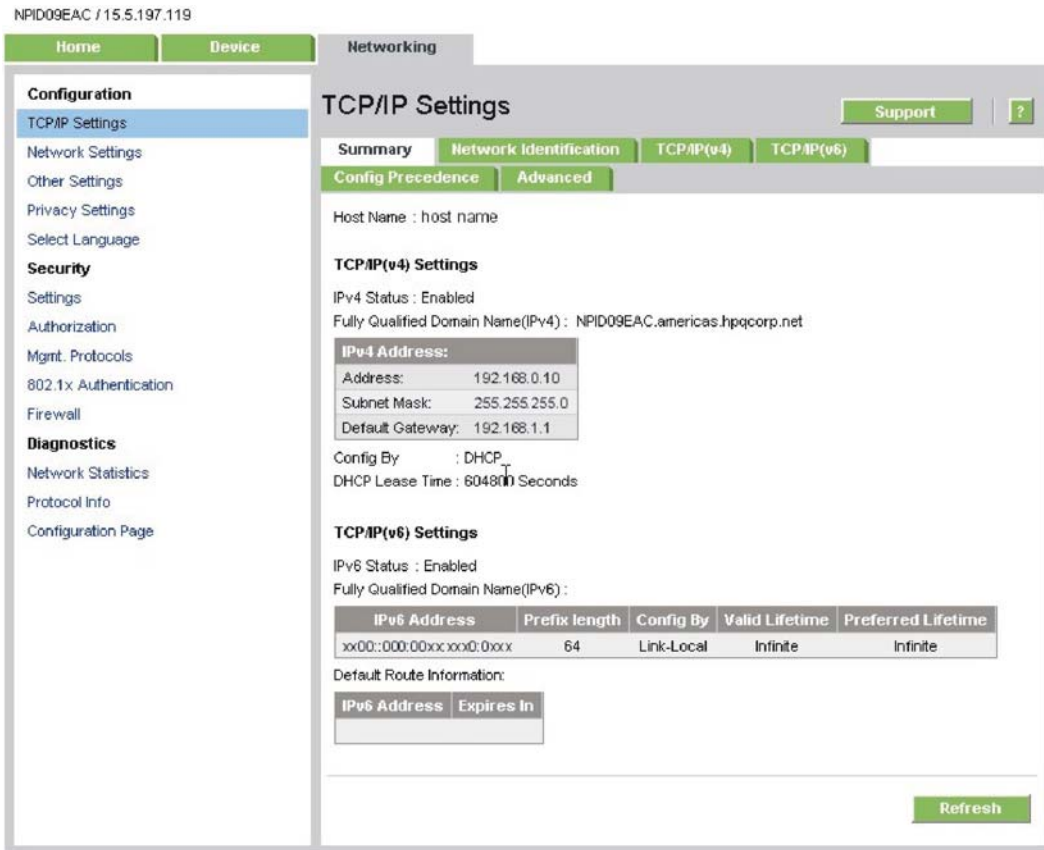 NPID09EAC / 15.5.197.119
Home Device Networking
Configuration
TCP/IP Settings
Network Settings
Other Settings
Privacy Settings
Select Language
Security
Settings
Authorization
Mgmt. Protocols
802.1x Authentication
Firewall
Diagnostics
Network Statistics
Protocol Info
Configuration Page
TCP/IP Settings
Support ?
Summary Network Identification TCP/IP(v4) TCP/IP(v6)
Config Precedence Advanced
Host Name : host name
TCP/IP(v4) Settings
IPv4 Status : Enabled
Fully Qualified Domain Name(IPv4) : NPID09EAC.americas.hpqcorp.net
IPv4 Address:
Address: 192.168.0.10
Subnet Mask: 255.255.255.0
Default Gateway: 192.168.1.1
Config By : DHCP_
DHCP Lease Time : 604800 Seconds
TCP/IP(v6) Settings
IPv6 Status : Enabled
Fully Qualified Domain Name(IPv6) :
IPv6 Address Prefix length Config By Valid Lifetime Preferred Lifetime
xx00::000:00xx:xxx0:0xxx 64 Link-Local Infinite Infinite
Default Route Information:
IPv6 Address Expires In
Refresh